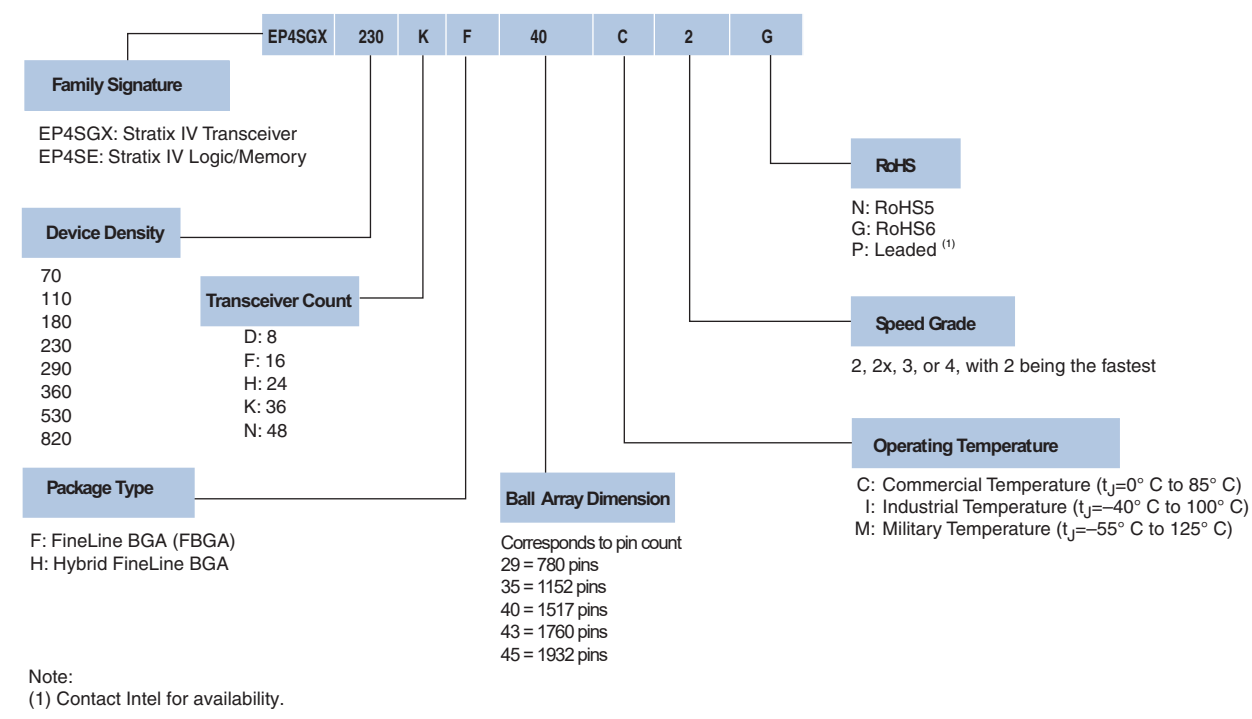 EP4SGX 230 K F 40 C 2 G
Family Signature
EP4SGX: Stratix IV Transceiver
EP4SE: Stratix IV Logic/Memory
Device Density
70
110
180
230
290
360
530
820
Transceiver Count
D: 8
F: 16
H: 24
K: 36
N: 48
Package Type
F: FineLine BGA (FBGA)
H: Hybrid FineLine BGA
Ball Array Dimension
Corresponds to pin count
29 = 780 pins
35 = 1152 pins
40 = 1517 pins
43 = 1760 pins
45 = 1932 pins
RoHS
N: RoHS5
G: RoHS6
P: Leaded (1)
Speed Grade
2, 2x, 3, or 4, with 2 being the fastest
Operating Temperature
C: Commercial Temperature (tJ=0° C to 85° C)
I: Industrial Temperature (tJ=–40° C to 100° C)
M: Military Temperature (tJ=–55° C to 125° C)
Note:
(1) Contact Intel for availability.